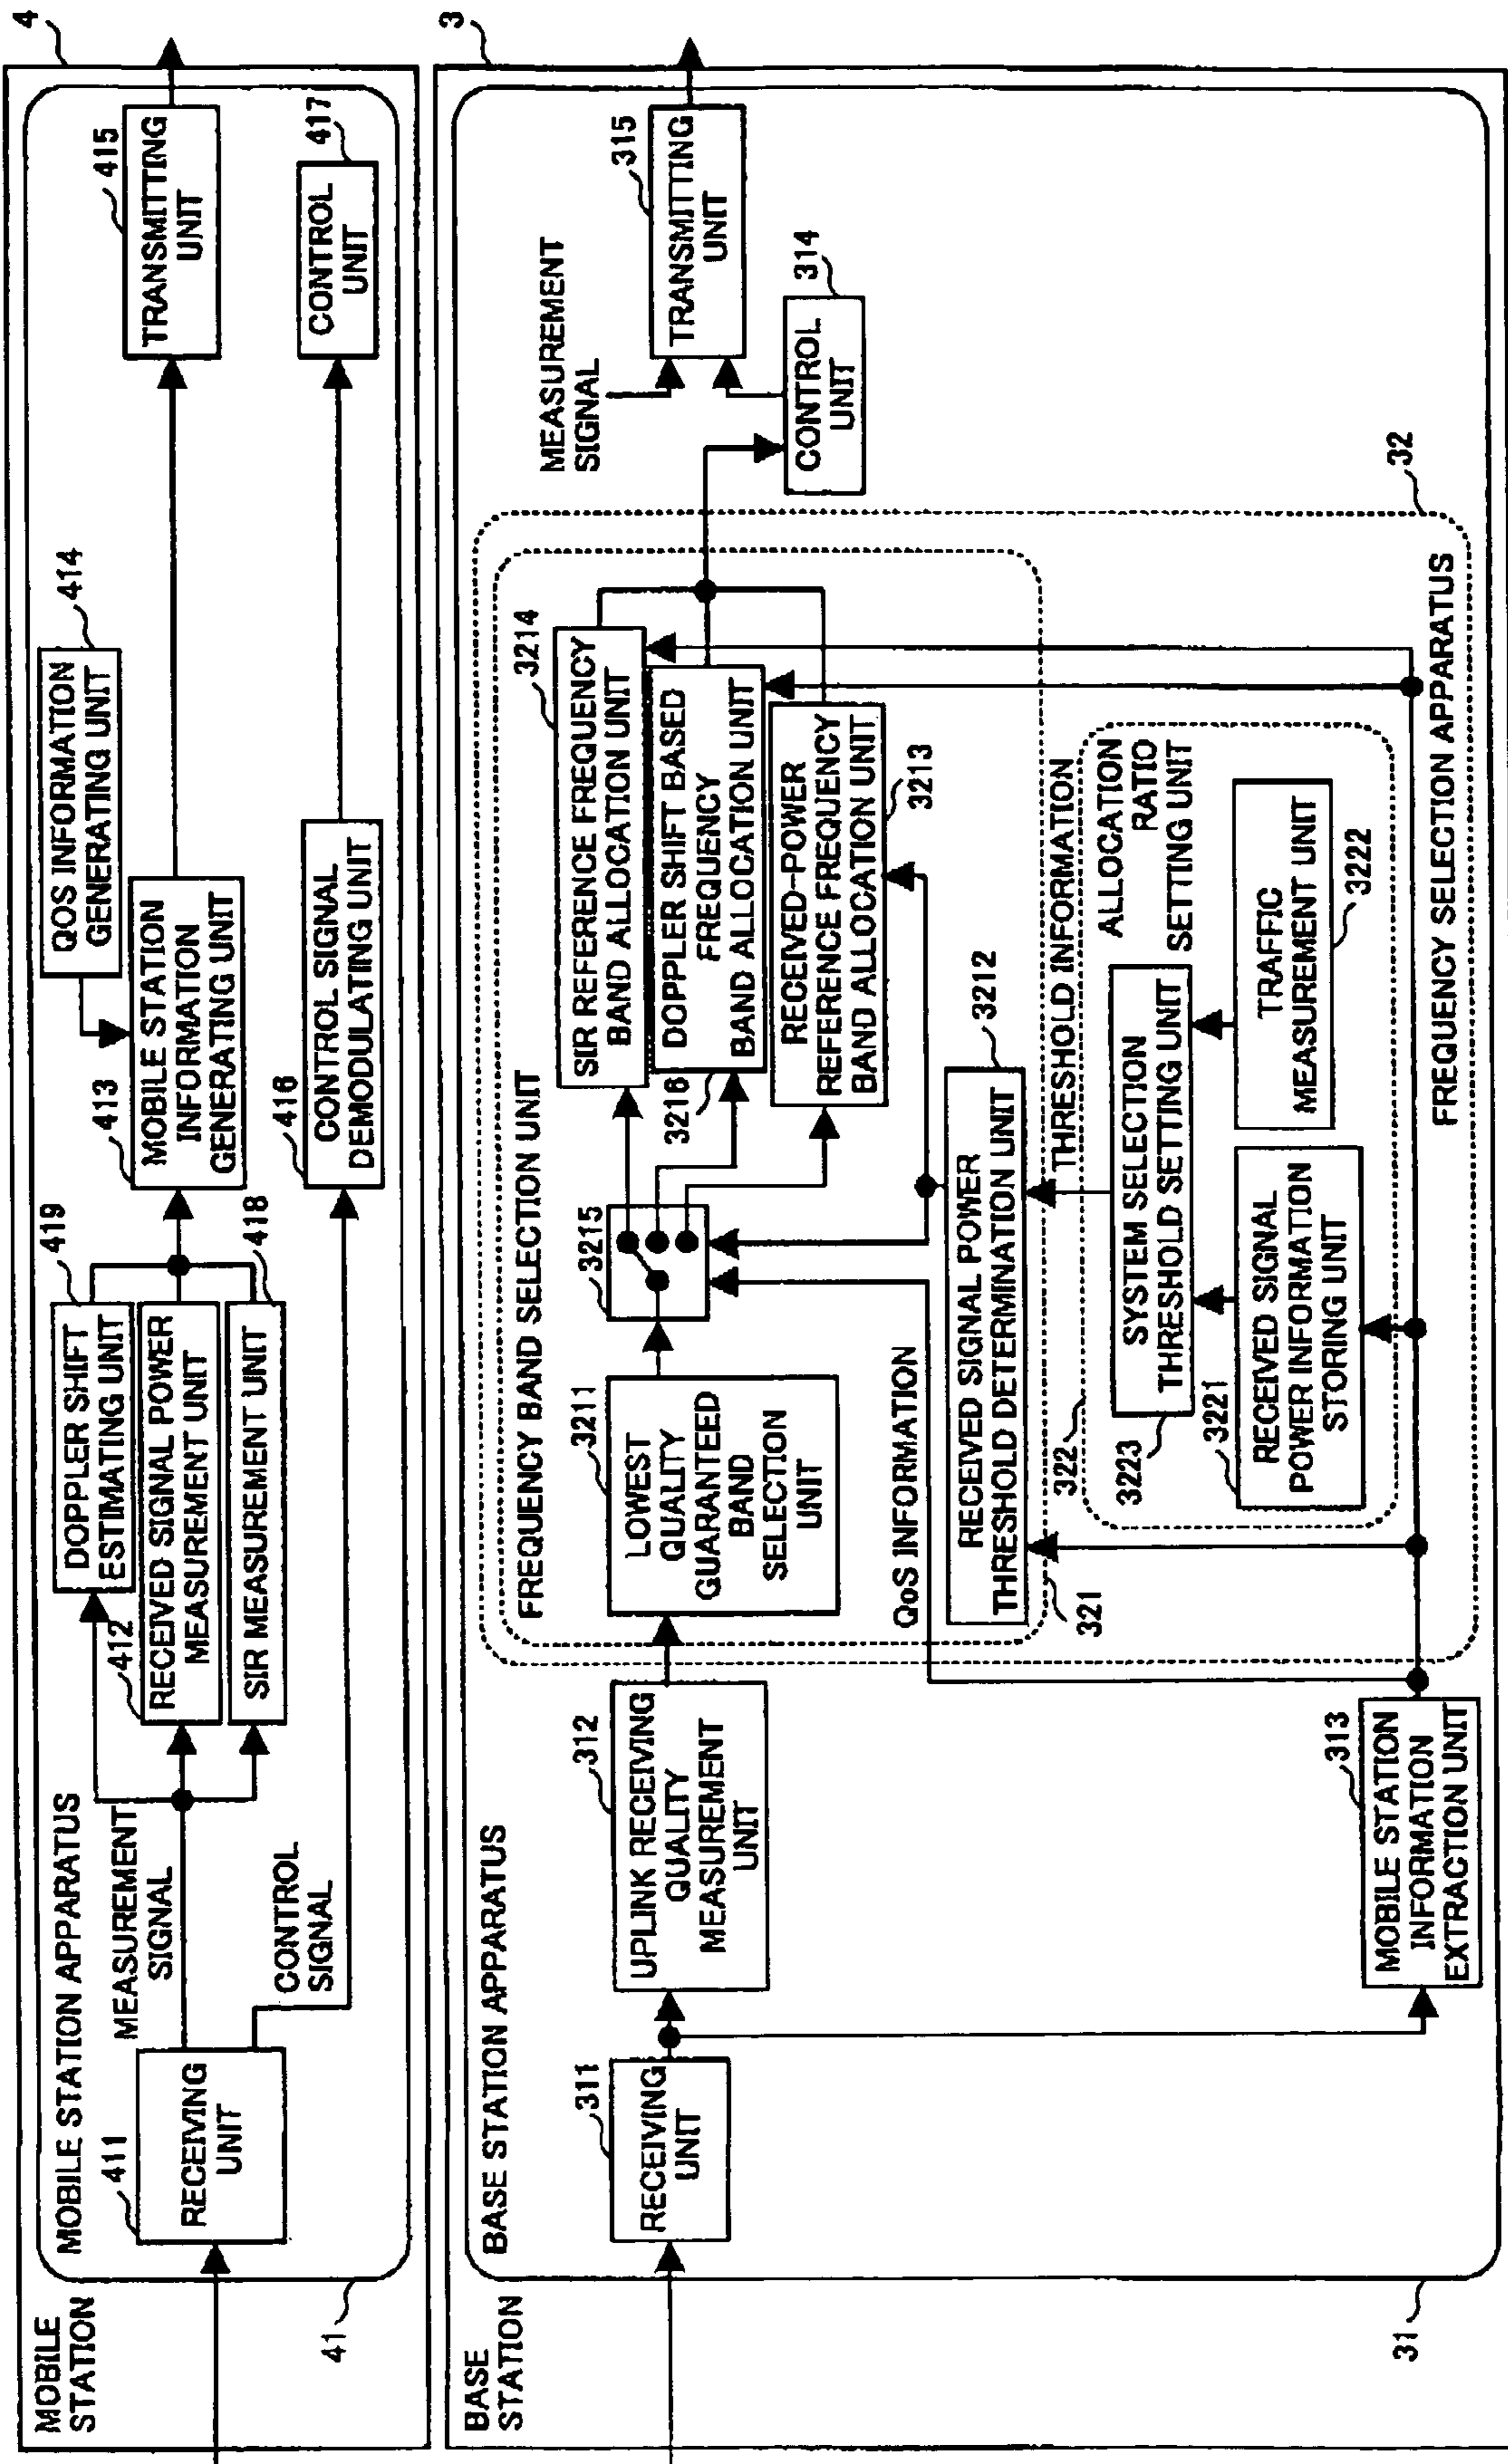 MOBILE
STATION
4
MOBILE STATION APPARATUS
41
411
RECEIVING
UNIT
MEASUREMENT
SIGNAL
CONTROL
SIGNAL
419
DOPPLER SHIFT
ESTIMATING UNIT
412
RECEIVED SIGNAL POWER
MEASUREMENT UNIT
418
SIR MEASUREMENT UNIT
413
MOBILE STATION
INFORMATION
GENERATING UNIT
414
QOS INFORMATION
GENERATING UNIT
416
CONTROL SIGNAL
DEMODULATING UNIT
415
TRANSMITTING
UNIT
417
CONTROL
UNIT
BASE
STATION
3
BASE STATION APPARATUS
31
311
RECEIVING
UNIT
312
UPLINK RECEIVING
QUALITY
MEASUREMENT
UNIT
313
MOBILE STATION
INFORMATION
EXTRACTION UNIT
FREQUENCY BAND SELECTION UNIT
3211
LOWEST
QUALITY
GUARANTEED
BAND
SELECTION
UNIT
3215
3214
SIR REFERENCE FREQUENCY
BAND ALLOCATION UNIT
3216
DOPPLER SHIFT BASED
FREQUENCY
BAND ALLOCATION UNIT
RECEIVED-POWER
REFERENCE FREQUENCY
BAND ALLOCATION UNIT
3213
QoS INFORMATION
3212
RECEIVED SIGNAL POWER
THRESHOLD DETERMINATION UNIT
321
THRESHOLD INFORMATION
322
ALLOCATION
RATIO
SETTING UNIT
3223
SYSTEM SELECTION
THRESHOLD SETTING UNIT
3221
RECEIVED SIGNAL
POWER INFORMATION
STORING UNIT
TRAFFIC
MEASUREMENT UNIT
3222
FREQUENCY SELECTION APPARATUS
32
MEASUREMENT
SIGNAL
315
TRANSMITTING
UNIT
314
CONTROL
UNIT